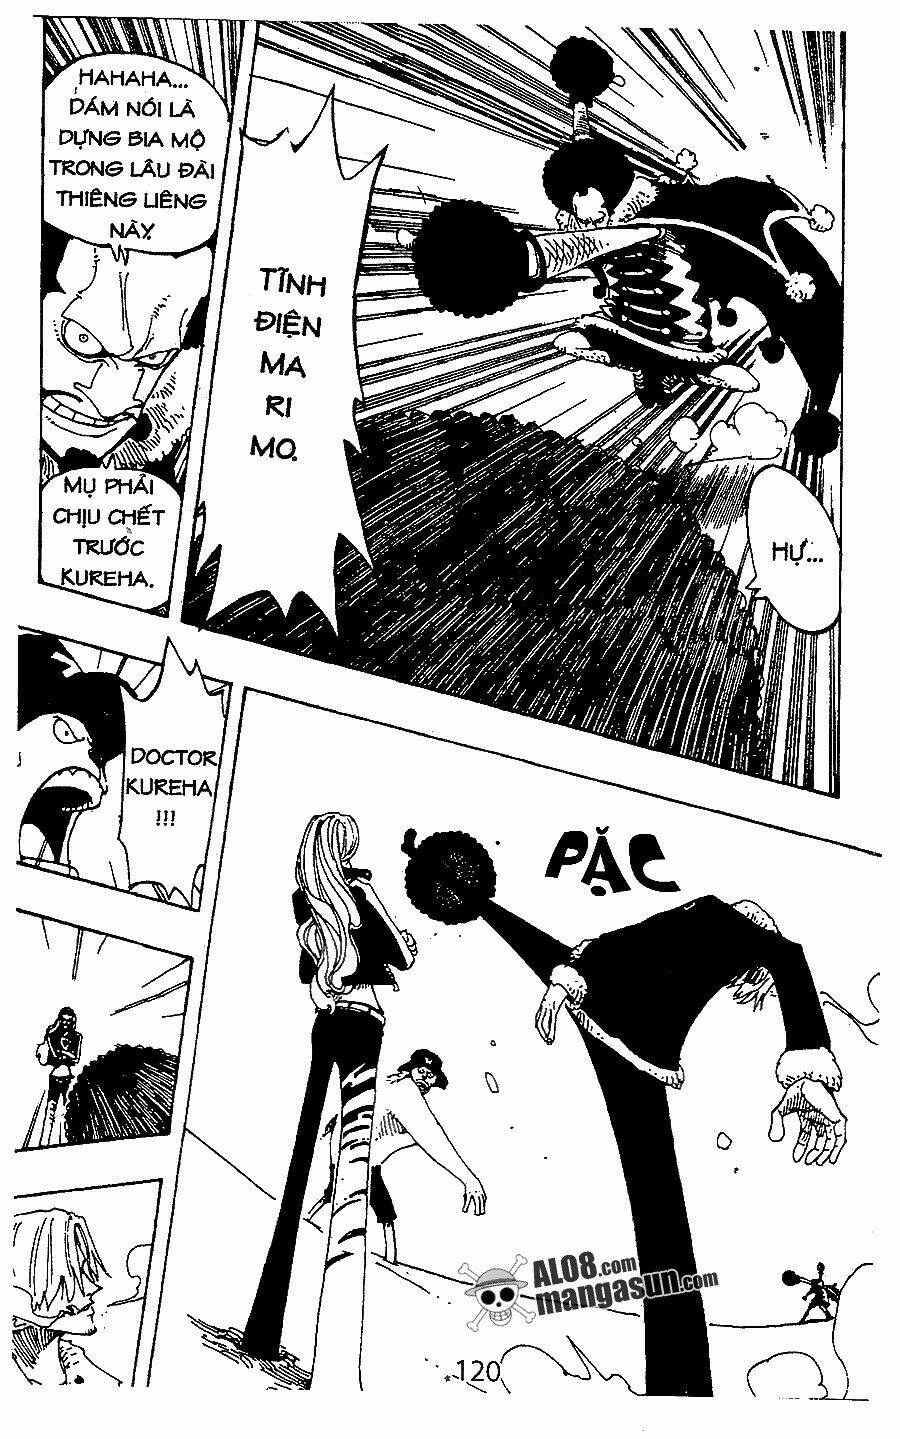 HAHAHA...
DÁM NÓI LÀ
DỰNG BIA MỘ
TRONG LÂU ĐÀI
THIÊNG LIÊNG
NÀY.
MỤ PHẢI
CHỊU CHẾT
TRƯỚC
KUREHA.
TĨNH
ĐIỆN
MA
RI
MO.
HỰ...
DOCTOR
KUREHA
!!!
PẶC
ALO8.com
mangasun.com
120